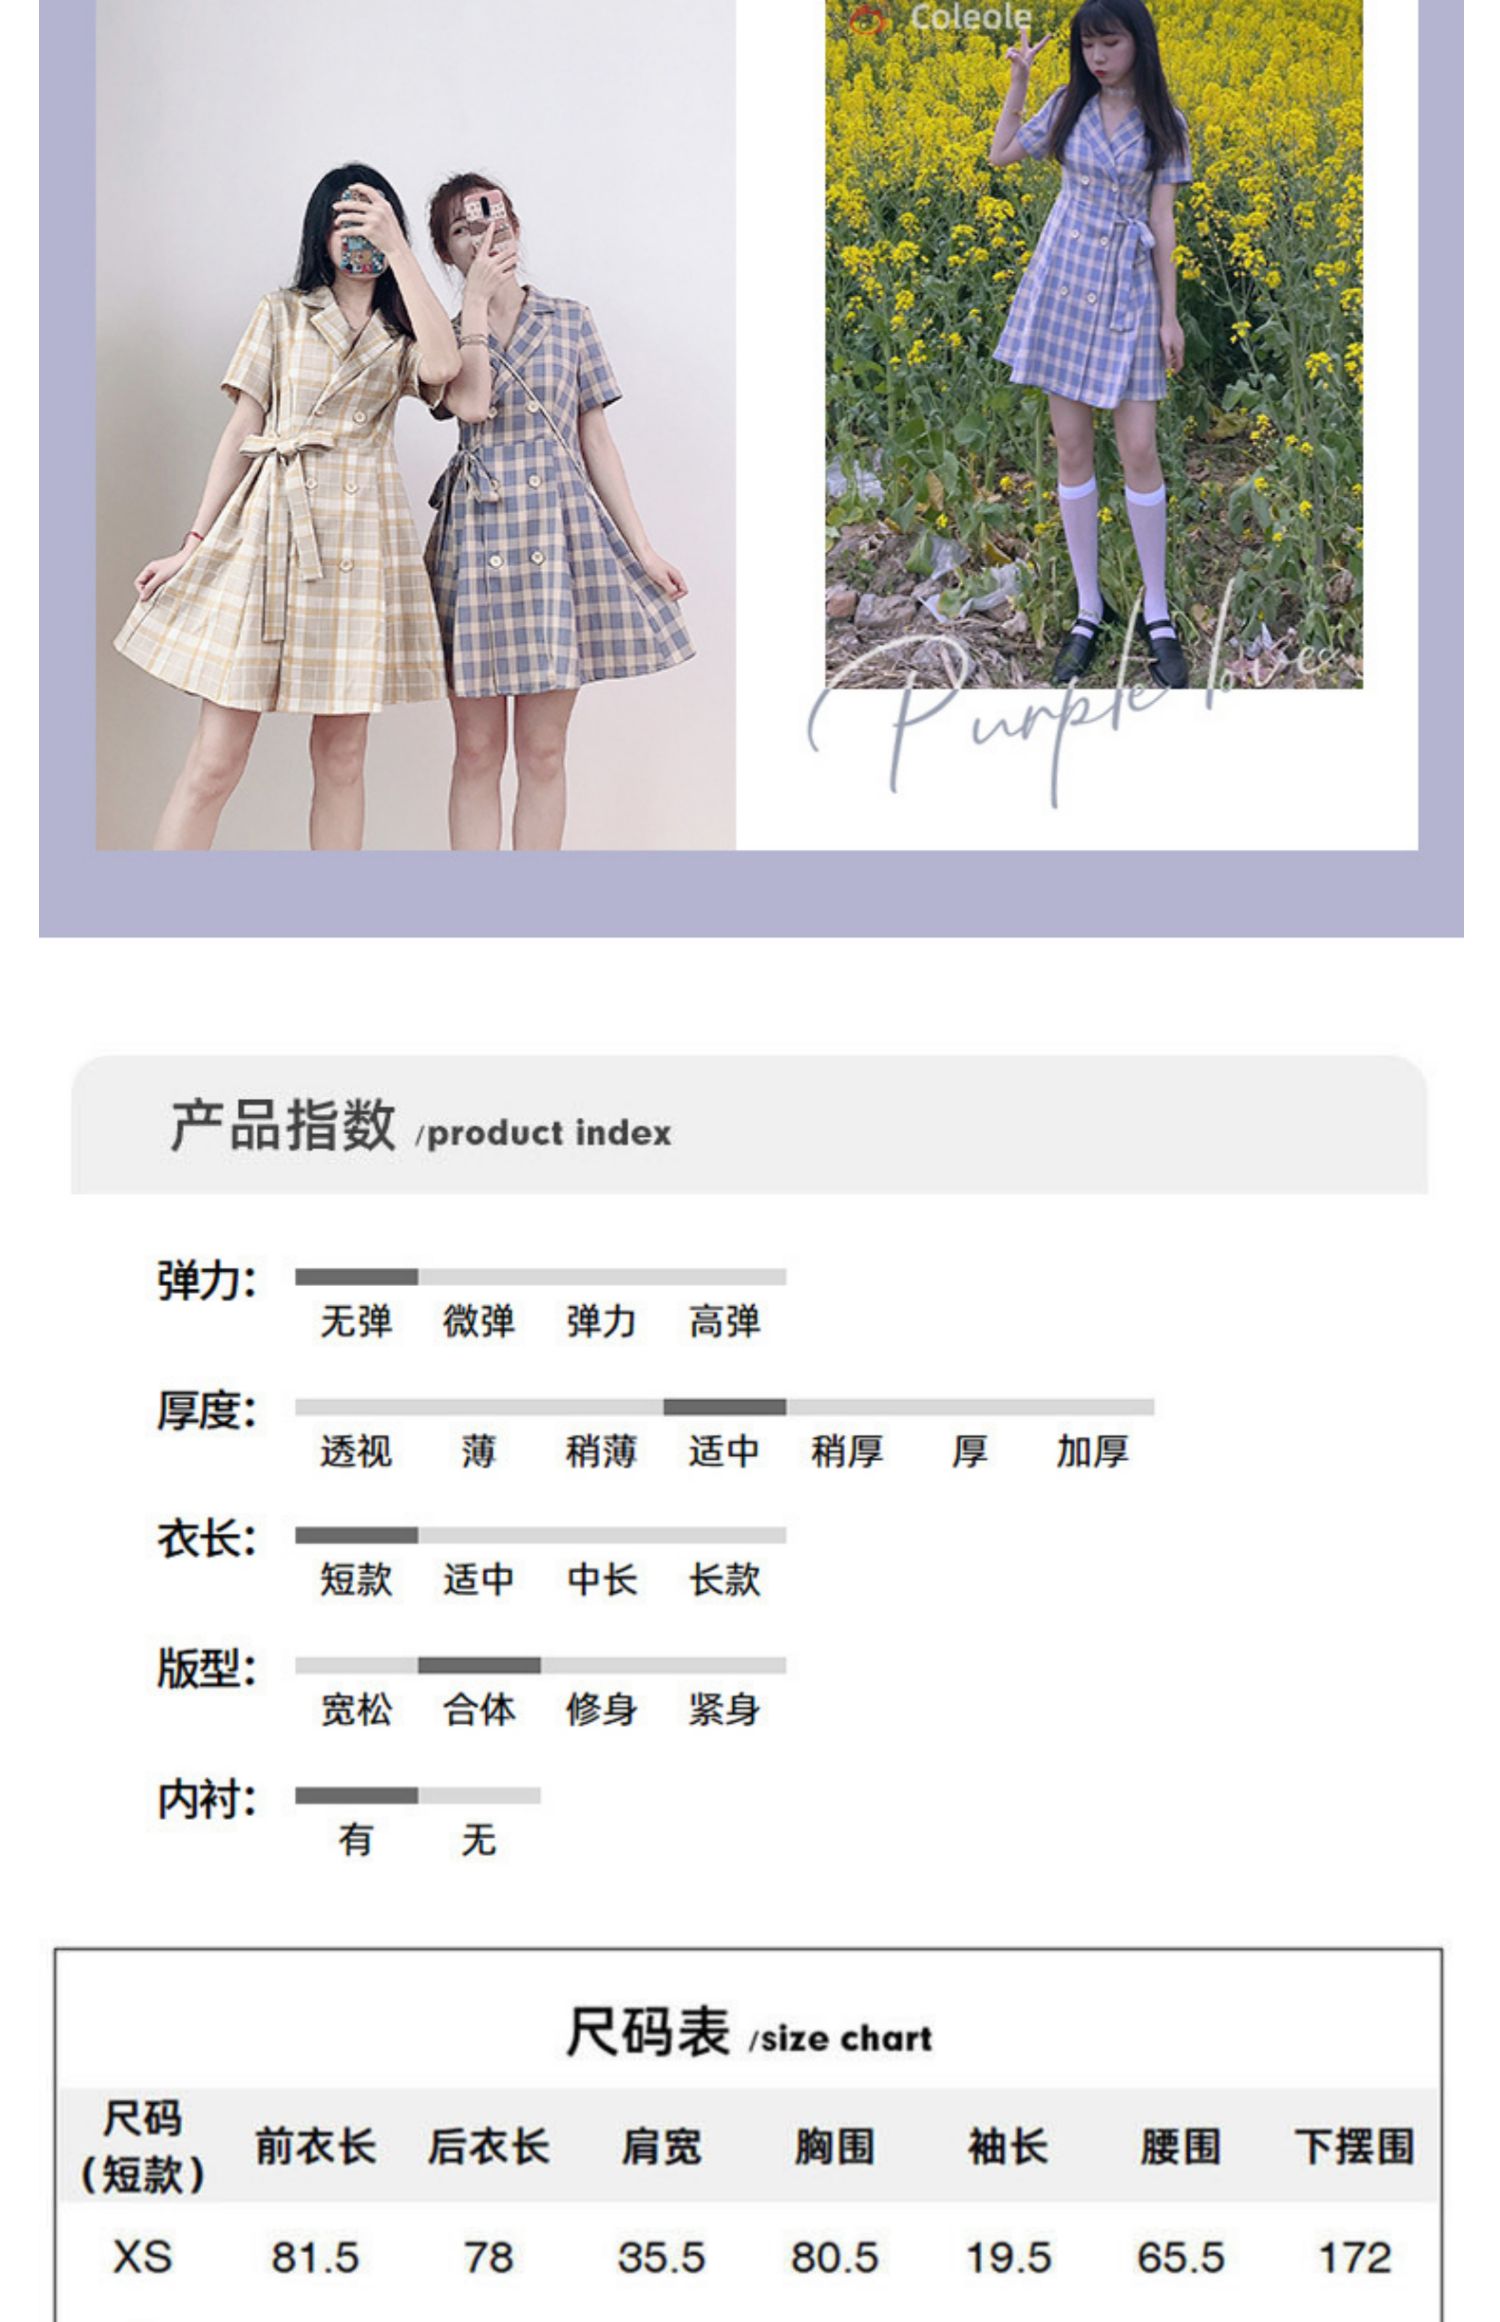 Coleole
Purple
产品指数 /product index
弹力：
无弹 微弹 弹力 高弹
厚度：
透视 薄 稍薄 适中 稍厚 厚 加厚
衣长：
短款 适中 中长 长款
版型：
宽松 合体 修身 紧身
内衬：
有 无
尺码表 /size chart
尺码
(短款) 前衣长 后衣长 肩宽 胸围 袖长 腰围 下摆围
XS 81.5 78 35.5 80.5 19.5 65.5 172